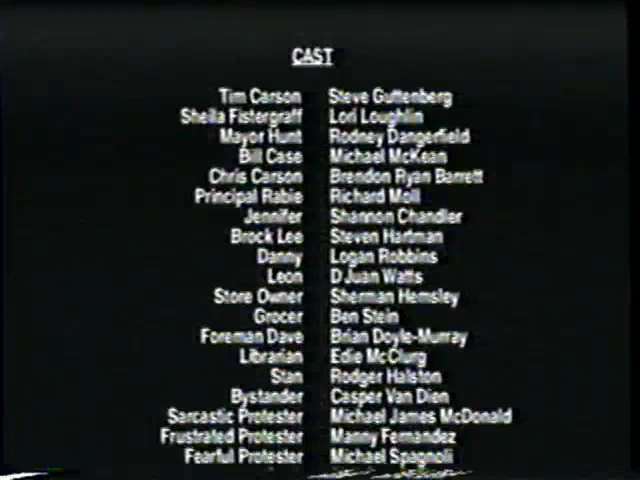 CAST
Tim Carson Steve Guttenberg
Sheila Fistergraff Lori Loughlin
Mayor Hunt Rodney Dangerfield
Bill Case Michael McKean
Chris Carson Brendon Ryan Barrett
Principal Rabie Richard Moll
Jennifer Shannon Chandler
Brock Lee Steven Hartman
Danny Logan Robbins
Leon D'Juan Watts
Store Owner Sherman Hemsley
Grocer Ben Stein
Foreman Dave Brian Doyle-Murray
Librarian Edie McClurg
Stan Rodger Halston
Bystander Casper Van Dien
Sarcastic Protester Michael James McDonald
Frustrated Protester Manny Fernandez
Fearful Protester Michael Spagnoli